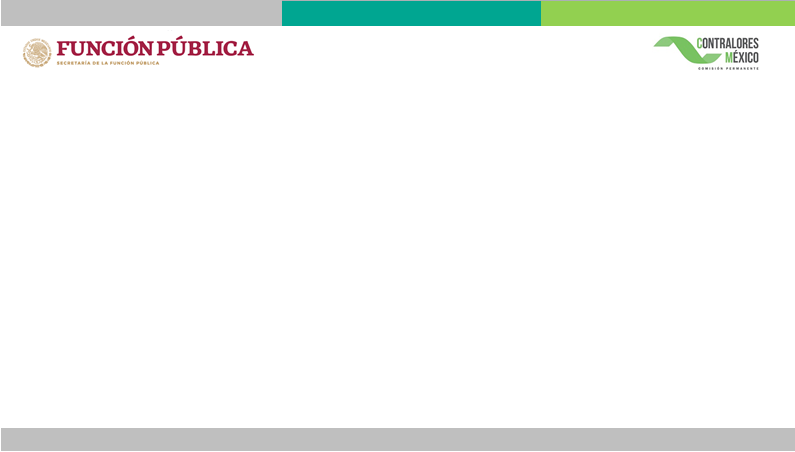 FUNCIÓN PÚBLICA
SECRETARÍA DE LA FUNCIÓN PÚBLICA
CONTRALORES
MÉXICO
COMISIÓN PERMANENTE